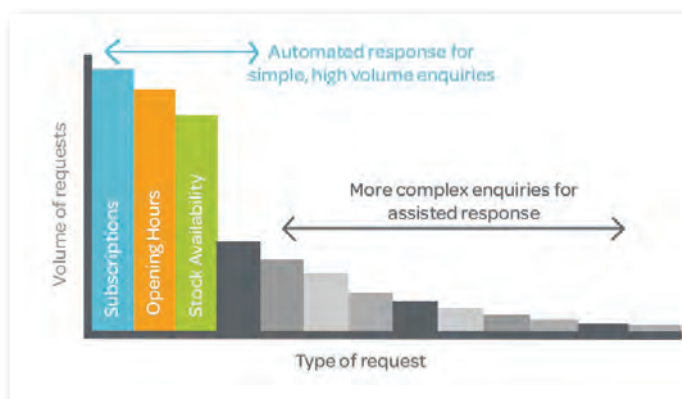 Automated response for
simple, high volume enquiries
More complex enquiries for
assisted response
Volume of requests
Subscriptions
Opening Hours
Stock Availability
Type of request